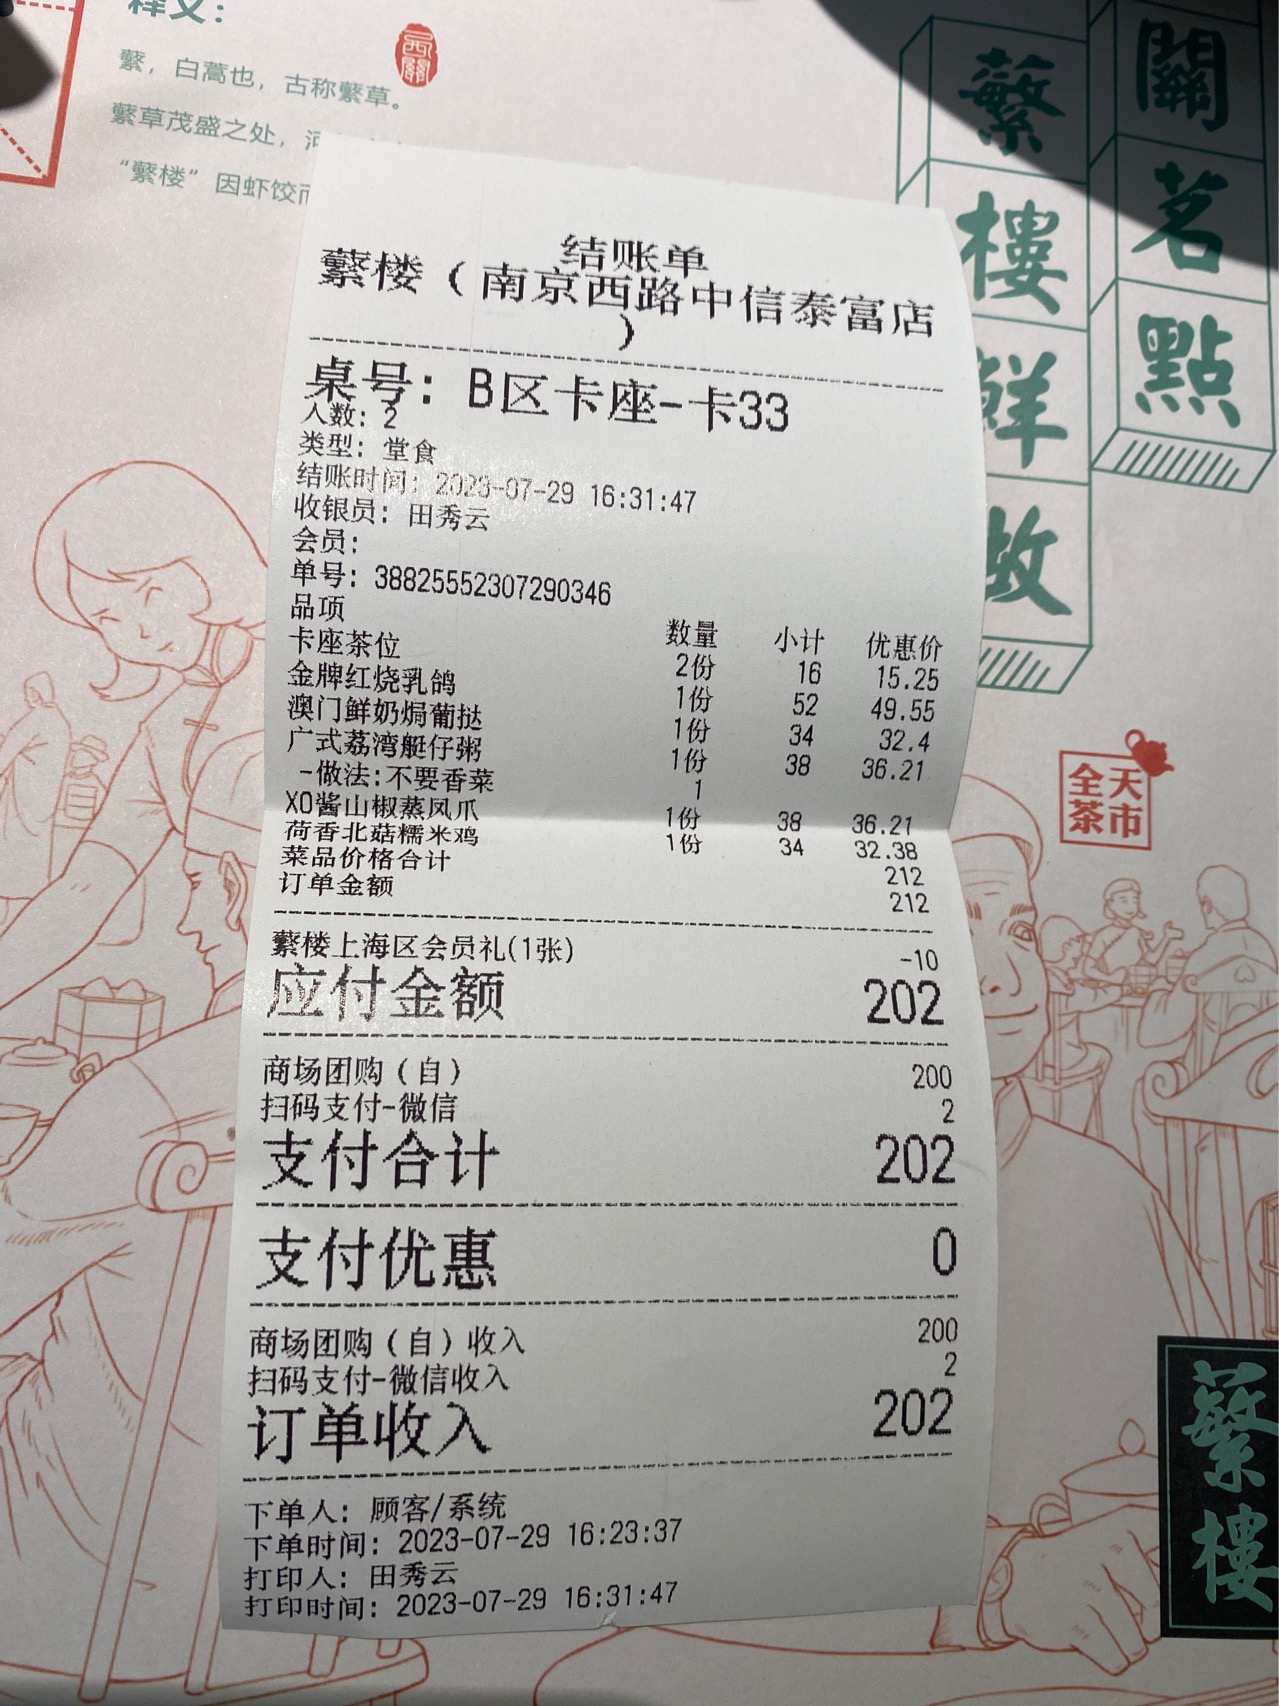 释义：
蘩，白蒿也，古称蘩草。
蘩草茂盛之处，河
“蘩楼”因虾饺而
西關
關茗點
蘩樓鮮做
全天茶市
蘩樓
结账单
蘩楼（南京西路中信泰富店
）
桌号：B区卡座-卡33
人数：2
类型：堂食
结账时间：2023-07-29 16:31:47
收银员：田秀云
会员：
单号：38825552307290346
品项 数量 小计 优惠价
卡座茶位 2份 16 15.25
金牌红烧乳鸽 1份 52 49.55
澳门鲜奶焗葡挞 1份 34 32.4
广式荔湾艇仔粥 1份 38 36.21
-做法:不要香菜 1
XO酱山椒蒸凤爪 1份 38 36.21
荷香北菇糯米鸡 1份 34 32.38
菜品价格合计 212
订单金额 212
蘩楼上海区会员礼(1张) -10
应付金额 202
商场团购（自） 200
扫码支付-微信 2
支付合计 202
支付优惠 0
商场团购（自）收入 200
扫码支付-微信收入 2
订单收入 202
下单人：顾客/系统
下单时间：2023-07-29 16:23:37
打印人：田秀云
打印时间：2023-07-29 16:31:47